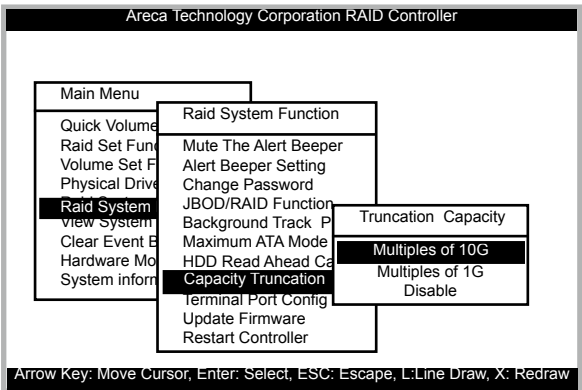 Areca Technology Corporation RAID Controller
Main Menu
Quick Volume
Raid Set Func
Volume Set F
Physical Drive
Raid System
View System
Clear Event B
Hardware Mo
System inform
Raid System Function
Mute The Alert Beeper
Alert Beeper Setting
Change Password
JBOD/RAID Function
Background Track P
Maximum ATA Mode
HDD Read Ahead Ca
Capacity Truncation
Terminal Port Config
Update Firmware
Restart Controller
Truncation Capacity
Multiples of 10G
Multiples of 1G
Disable
Arrow Key: Move Cursor, Enter: Select, ESC: Escape, L:Line Draw, X: Redraw